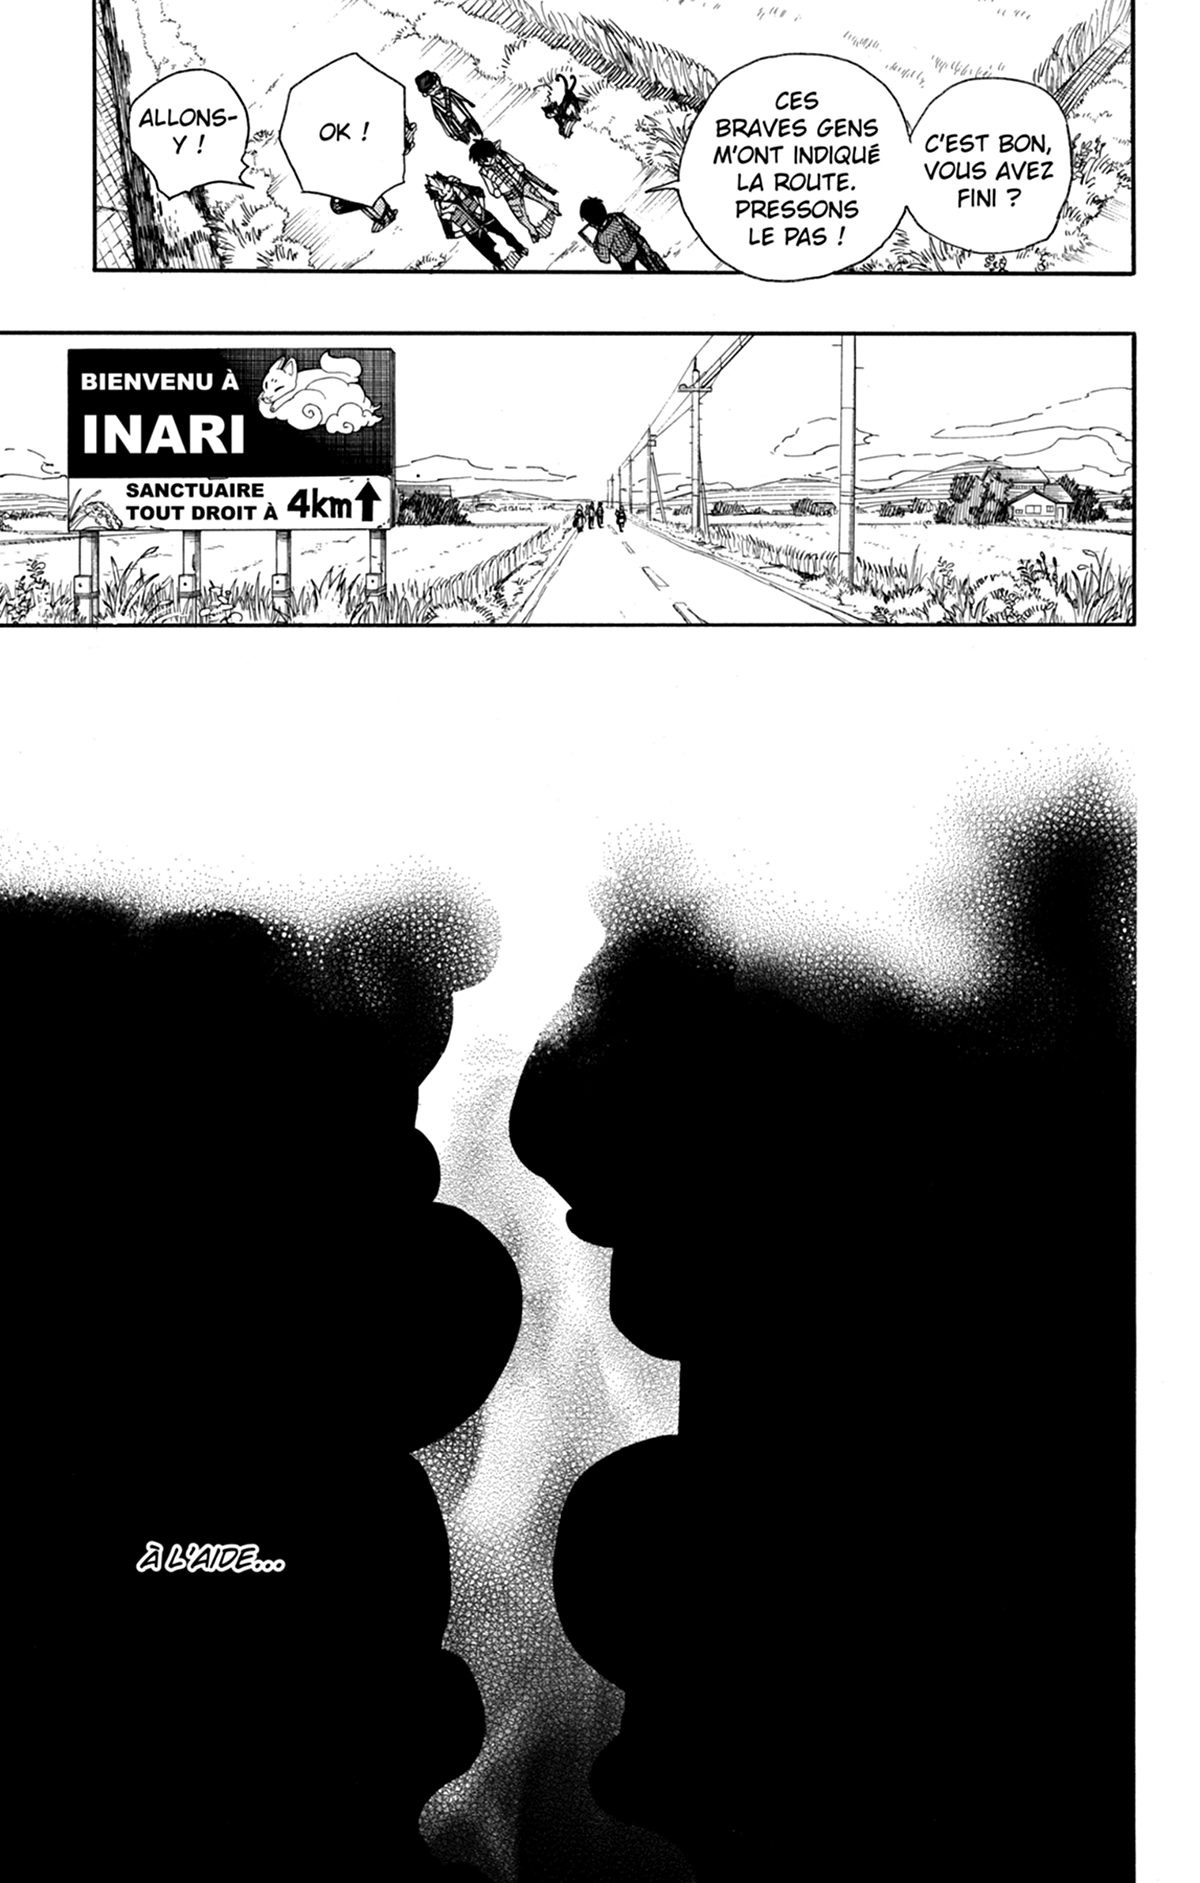 C'EST BON,
VOUS AVEZ
FINI ?
CES
BRAVES GENS
M'ONT INDIQUÉ
LA ROUTE.
PRESSONS
LE PAS !
OK !
ALLONS-
Y !
BIENVENU À
INARI
SANCTUAIRE
TOUT DROIT À 4km
À L'AIDE...